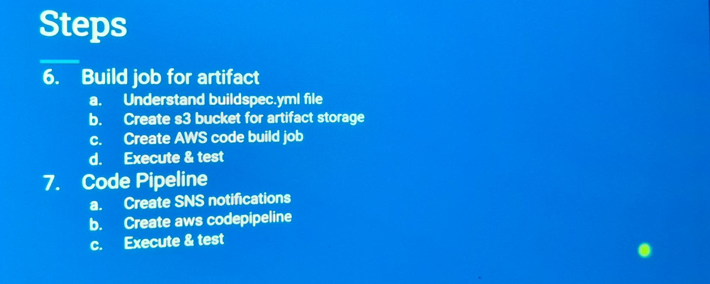 Steps
6. Build job for artifact
a. Understand buildspec.yml file
b. Create s3 bucket for artifact storage
c. Create AWS code build job
d. Execute & test
7. Code Pipeline
a. Create SNS notifications
b. Create aws codepipeline
c. Execute & test